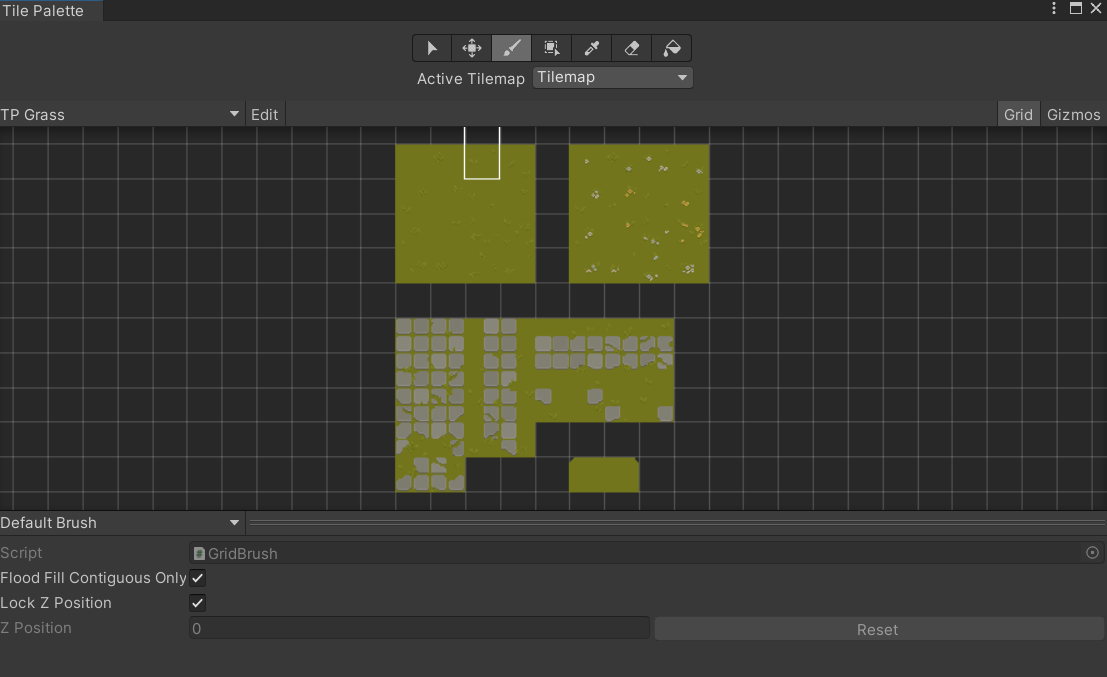 Tile Palette
Active Tilemap Tilemap
TP Grass Edit Grid Gizmos
Default Brush
Script GridBrush
Flood Fill Contiguous Only
Lock Z Position
Z Position 0 Reset